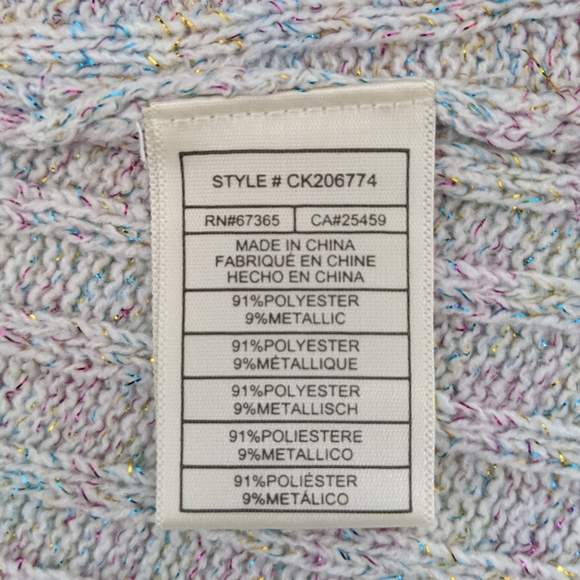 STYLE # CK206774
RN#67365 CA#25459
MADE IN CHINA
FABRIQUÉ EN CHINE
HECHO EN CHINA
91%POLYESTER
9%METALLIC
91%POLYESTER
9%MÉTALLIQUE
91%POLYESTER
9%METALLISCH
91%POLIESTERE
9%METALLICO
91%POLIÉSTER
9%METÁLICO